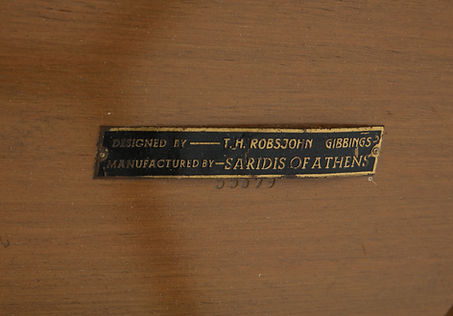 DESIGNED BY — T.H. ROBSJOHN GIBBINGS
MANUFACTURED BY — SARIDIS OF ATHENS